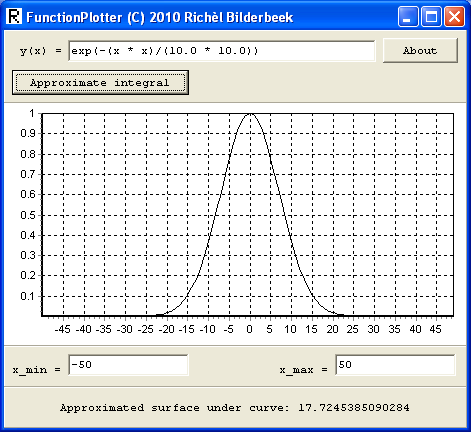 R FunctionPlotter (C) 2010 Richèl Bilderbeek
y(x) = exp(-(x * x)/(10.0 * 10.0)) About
Approximate integral
1
0.9
0.8
0.7
0.6
0.5
0.4
0.3
0.2
0.1
-45 -40 -35 -30 -25 -20 -15 -10 -5 0 5 10 15 20 25 30 35 40 45
x_min = -50 x_max = 50
Approximated surface under curve: 17.7245385090284